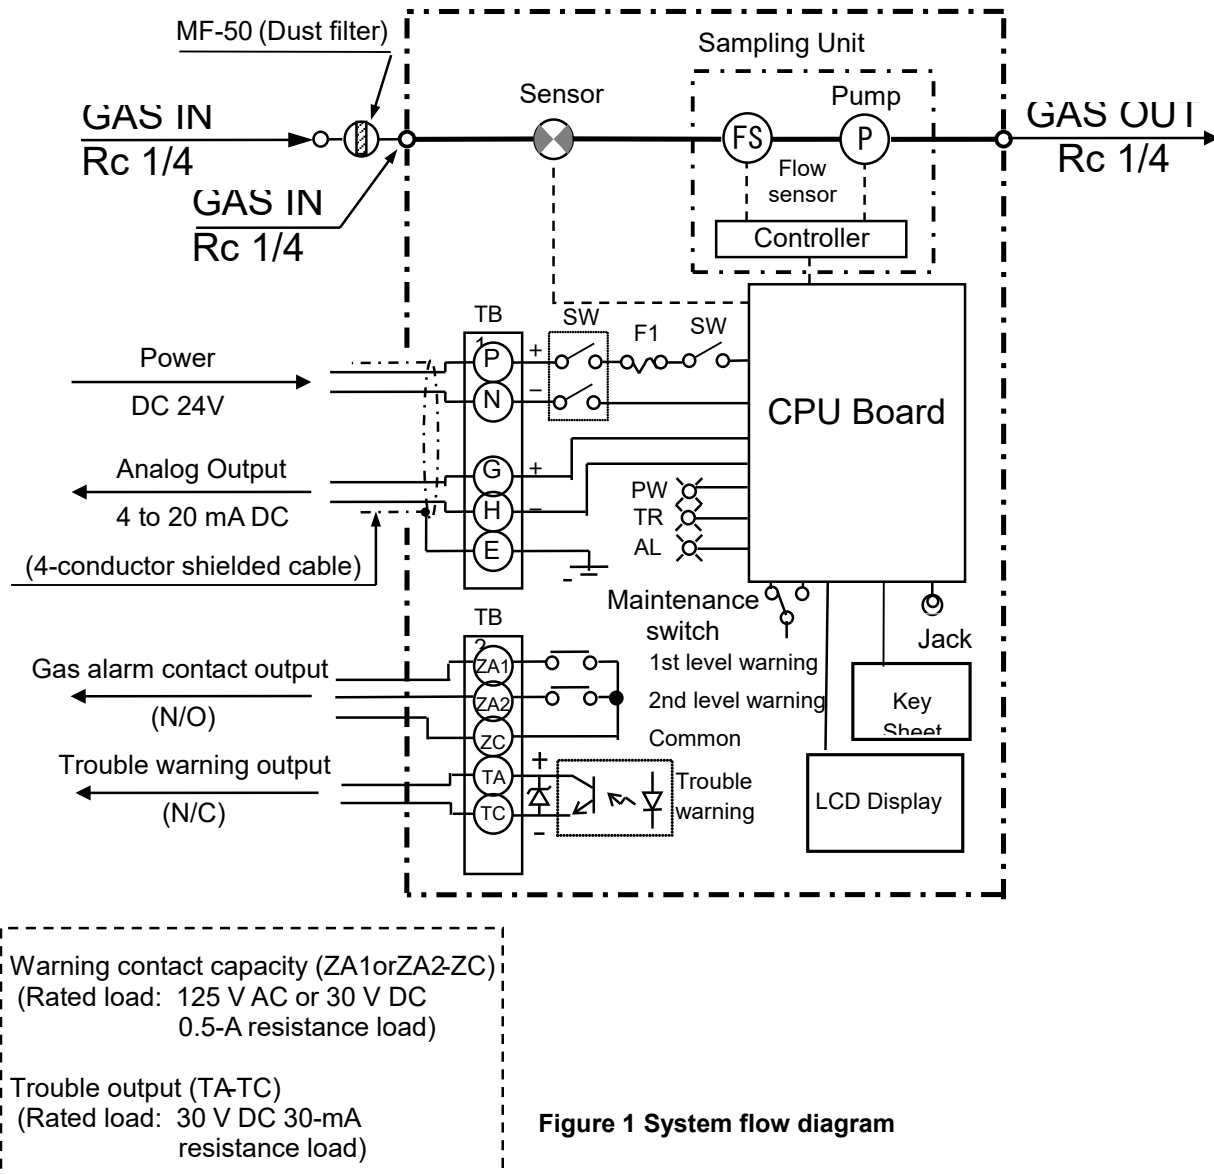 MF-50 (Dust filter)
Sampling Unit
Sensor
Pump
GAS IN
Rc 1/4
GAS OUT
Rc 1/4
FS
P
Flow
sensor
GAS IN
Rc 1/4
Controller
TB
1
SW
F1
SW
Power
DC 24V
P
+
N
–
CPU Board
Analog Output
4 to 20 mA DC
G
+
H
–
E
-
PW
TR
AL
(4-conductor shielded cable)
Maintenance
switch
Jack
TB
2
Gas alarm contact output
(N/O)
ZA1
1st level warning
ZA2
2nd level warning
ZC
Common
Key
Sheet
Trouble warning output
(N/C)
TA
+
TC
-
Trouble
warning
LCD Display
Warning contact capacity (ZA1orZA2-ZC)
(Rated load: 125 V AC or 30 V DC
0.5-A resistance load)
Trouble output (TA-TC)
(Rated load: 30 V DC 30-mA
resistance load)
Figure 1 System flow diagram